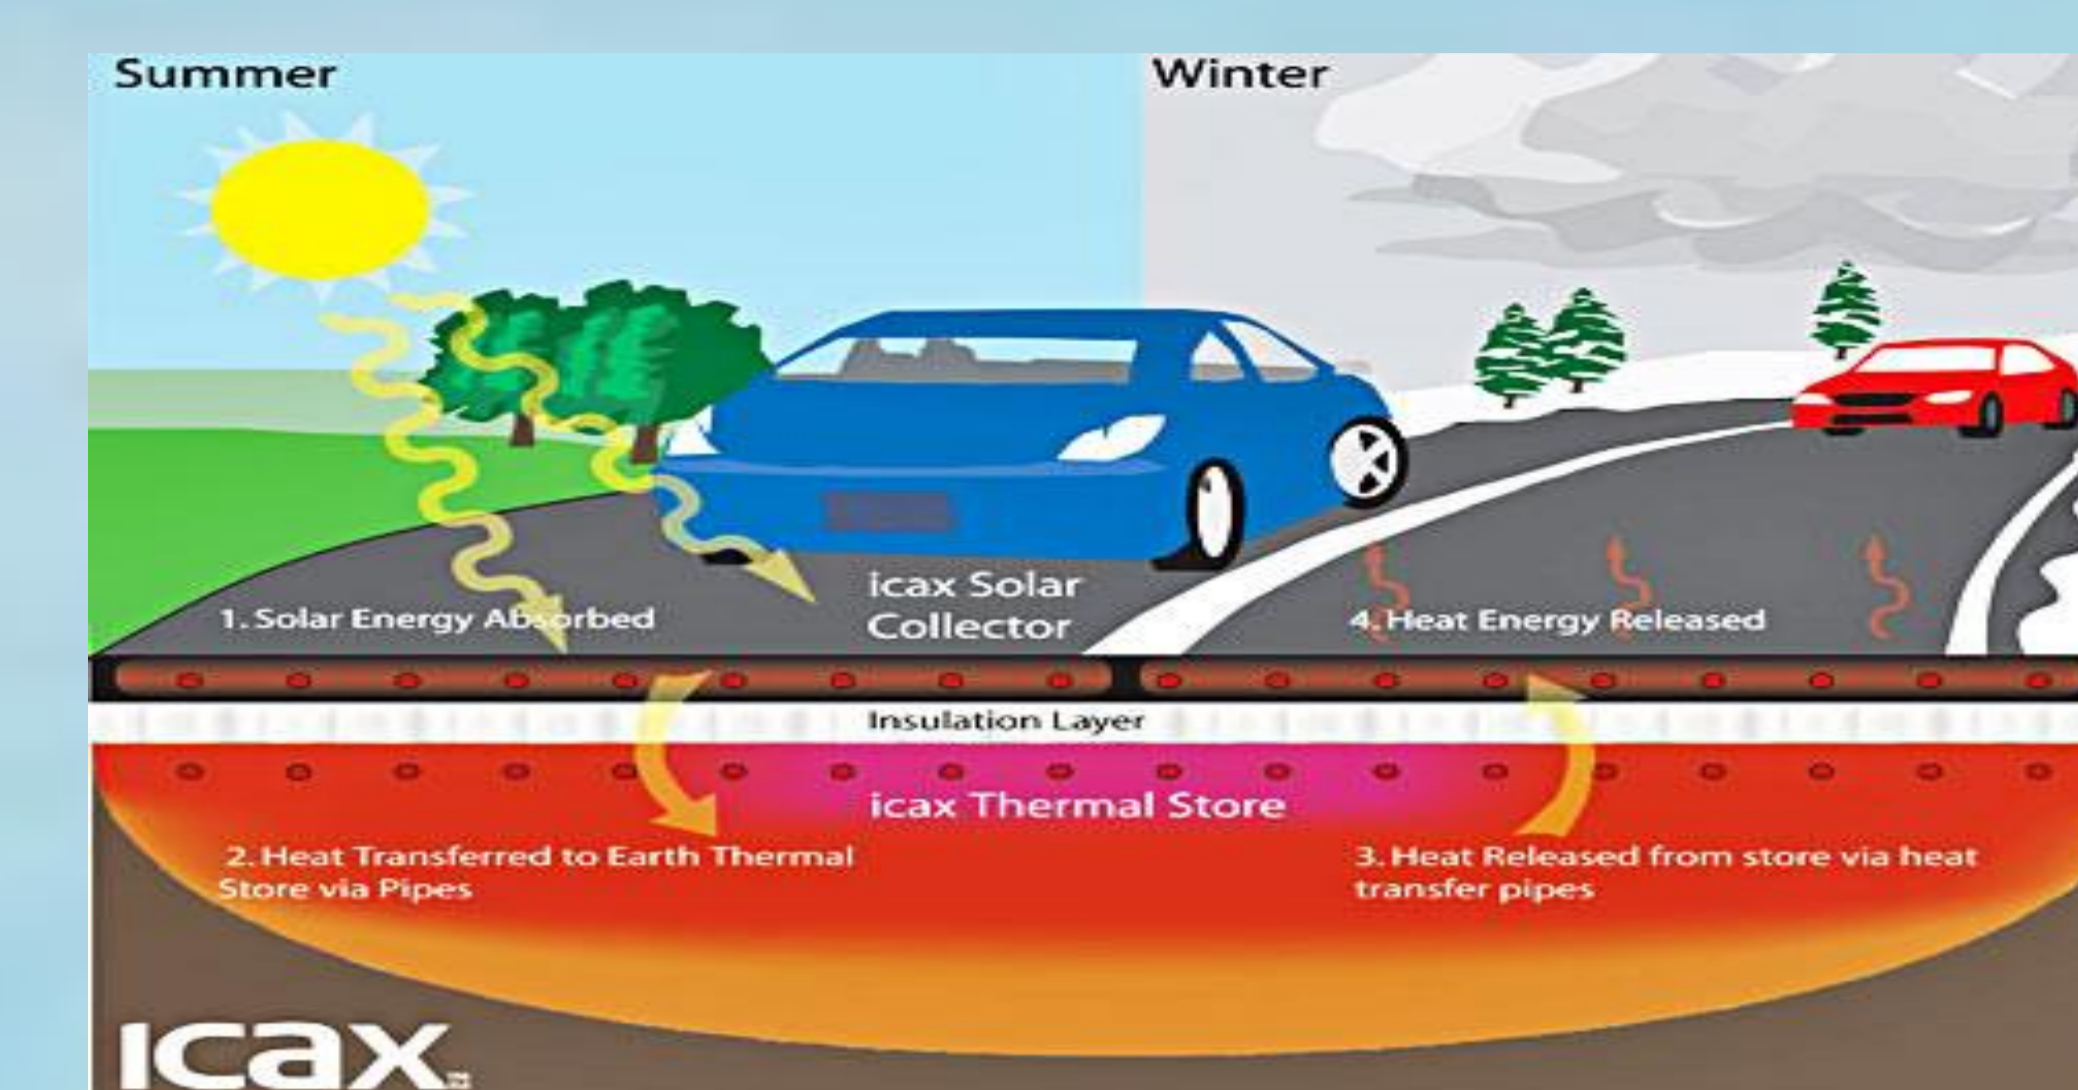 Summer
Winter
icax Solar
Collector
1. Solar Energy Absorbed
4. Heat Energy Released
Insulation Layer
icax Thermal Store
2. Heat Transferred to Earth Thermal
Store via Pipes
3. Heat Released from store via heat
transfer pipes
icax